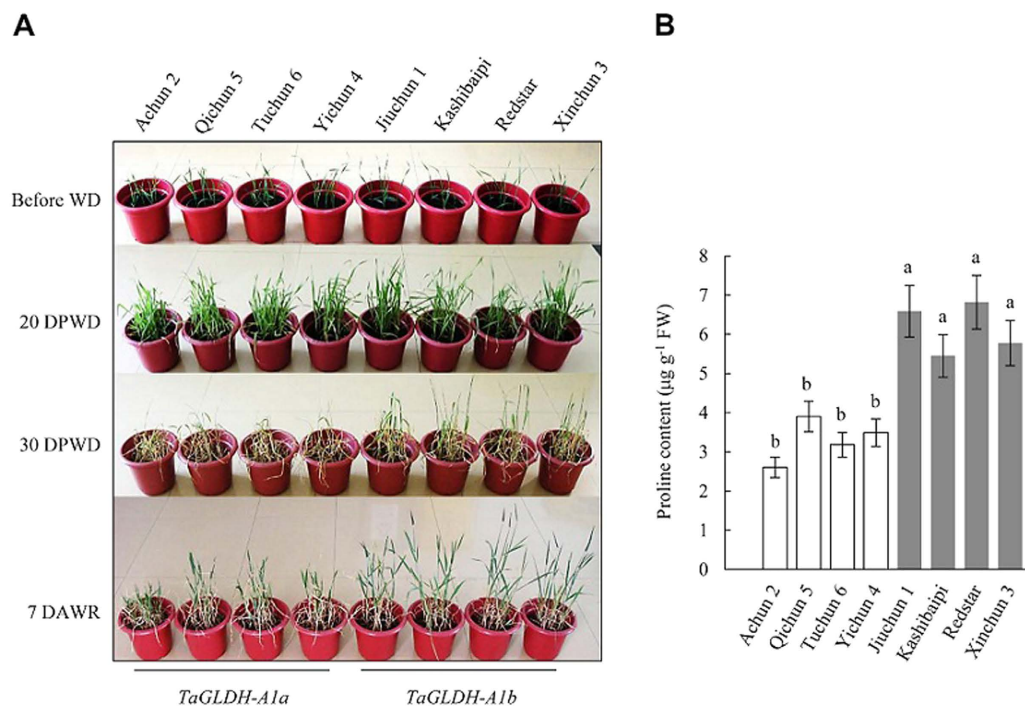 A
Achun 2
Qichun 5
Tuchun 6
Yichun 4
Jiuchun 1
Kashibaipi
Redstar
Xinchun 3
Before WD
20 DPWD
30 DPWD
7 DAWR
TaGLDH-A1a
TaGLDH-A1b
B
Proline content (μg g⁻¹ FW)
8
7
6
5
4
3
2
1
0
b
b
b
b
a
a
a
a
Achun 2
Qichun 5
Tuchun 6
Yichun 4
Jiuchun 1
Kashibaipi
Redstar
Xinchun 3